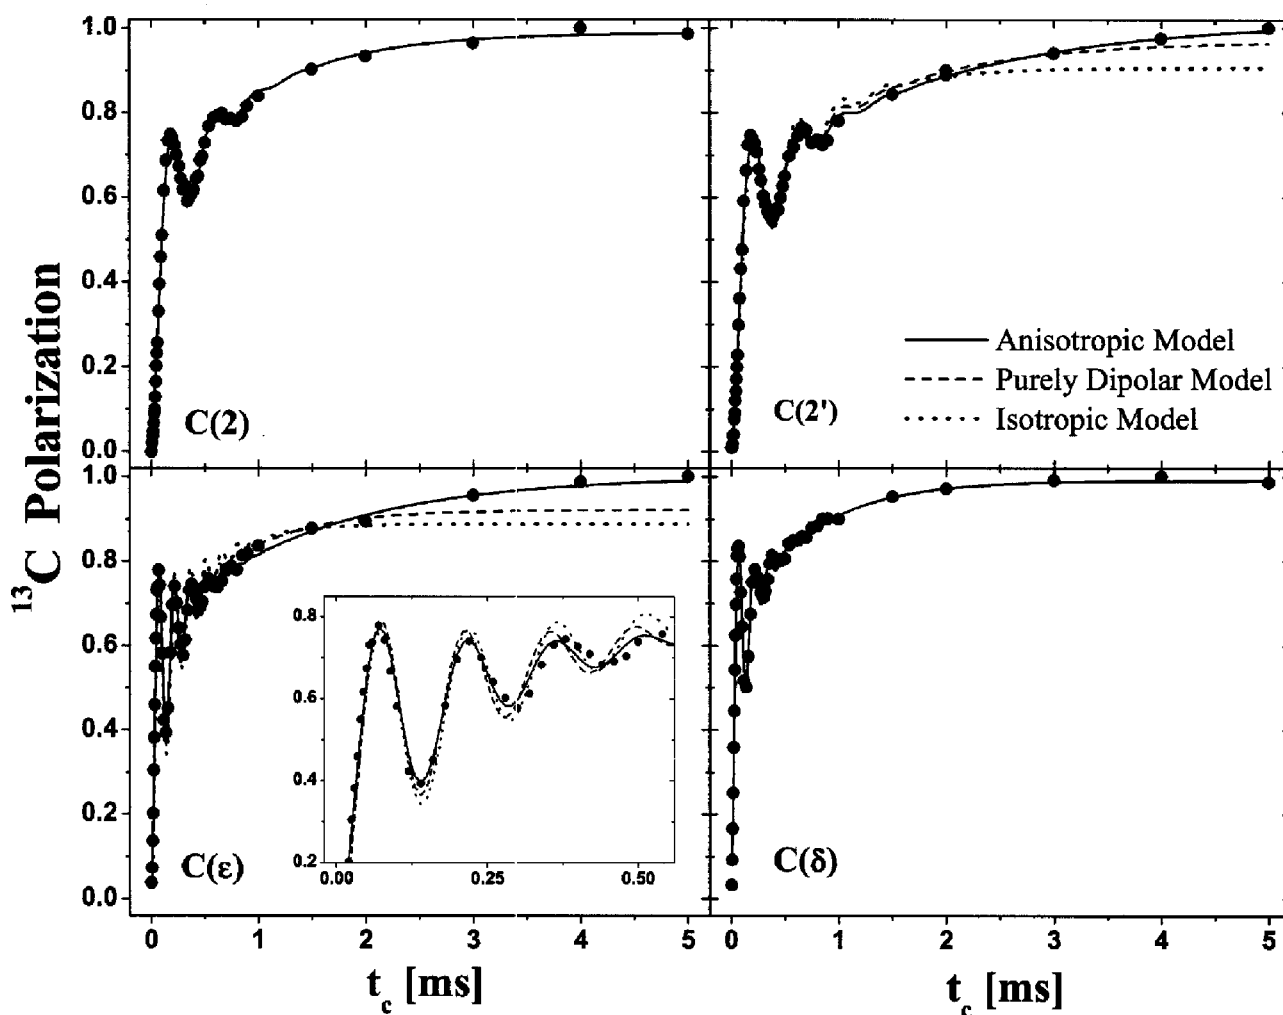 1.0
0.8
0.6
0.4
0.2
0.0
C(2)
C(2')
Anisotropic Model
Purely Dipolar Model
Isotropic Model
¹³C Polarization
1.0
0.8
0.6
0.4
0.2
0.0
C(ε)
0.8
0.6
0.4
0.2
0.00 0.25 0.50
C(δ)
0 1 2 3 4 5
0 1 2 3 4 5
t_c [ms]
t_c [ms]